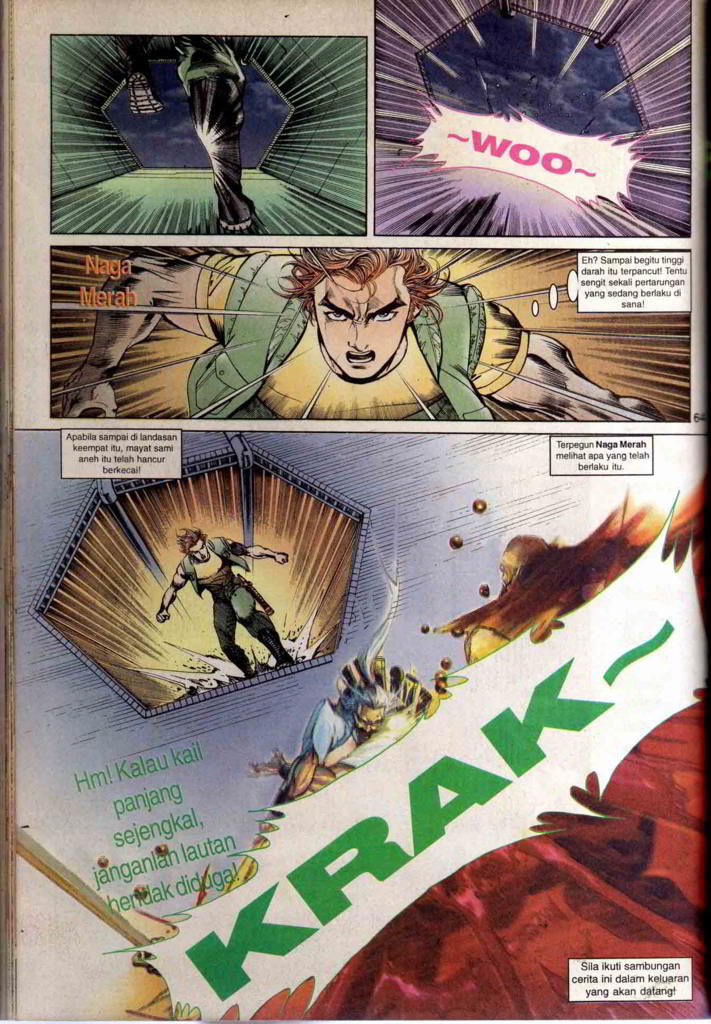 ~WOO~
Naga
Merah
Eh? Sampai begitu tinggi
darah itu terpancut! Tentu
sengit sekali pertarungan
yang sedang berlaku di
sana!
Apabila sampai di landasan
keempat itu, mayat sami
aneh itu telah hancur
berkecai!
Terpegun Naga Merah
melihat apa yang telah
berlaku itu.
Hm! Kalau kail
panjang
sejengkal,
janganlah lautan
hendak diduga!
KRAK~
Sila ikuti sambungan
cerita ini dalam keluaran
yang akan datang!